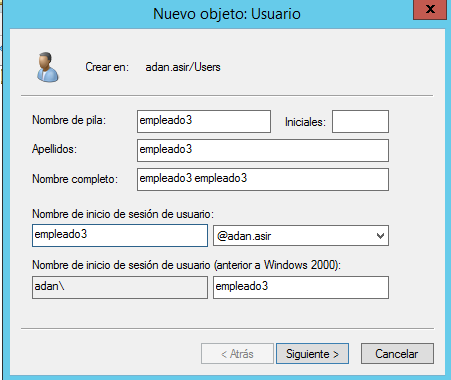 Nuevo objeto: Usuario
x
Crear en: adan.asir/Users
Nombre de pila: empleado3 Iniciales:
Apellidos: empleado3
Nombre completo: empleado3 empleado3
Nombre de inicio de sesión de usuario:
empleado3 @adan.asir
Nombre de inicio de sesión de usuario (anterior a Windows 2000):
adan\ empleado3
< Atrás Siguiente > Cancelar